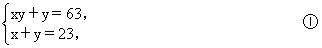 xy+y=63, ①
x+y=23,